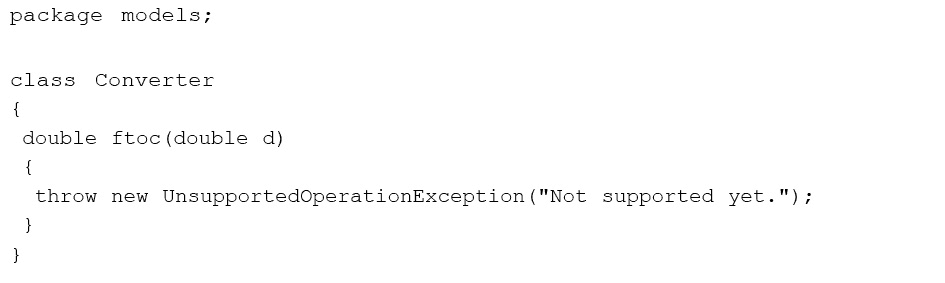 package models;

class Converter
{
 double ftoc(double d)
 {
  throw new UnsupportedOperationException("Not supported yet.");
 }
}